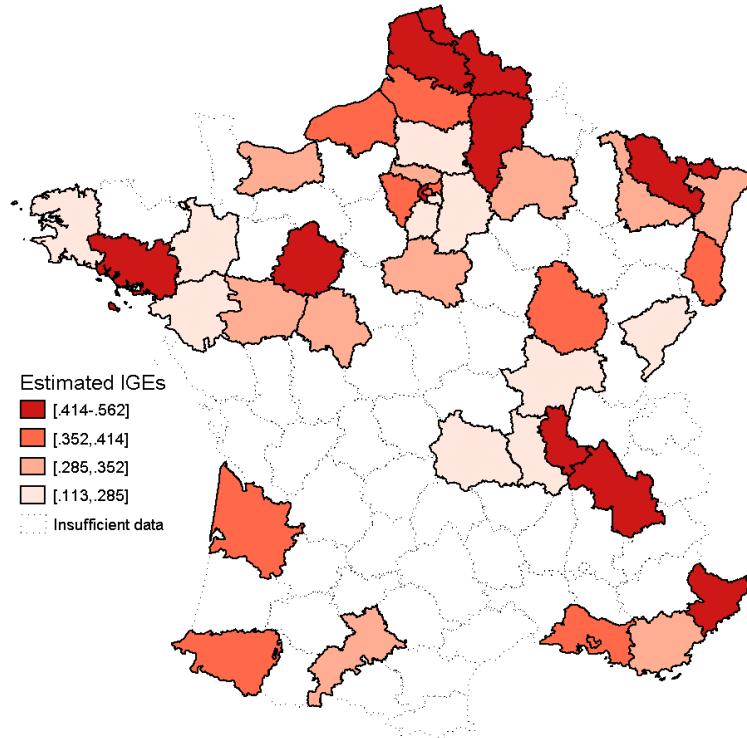 Estimated IGEs
[.414-.562]
[.352,.414]
[.285,.352]
[.113,.285]
Insufficient data